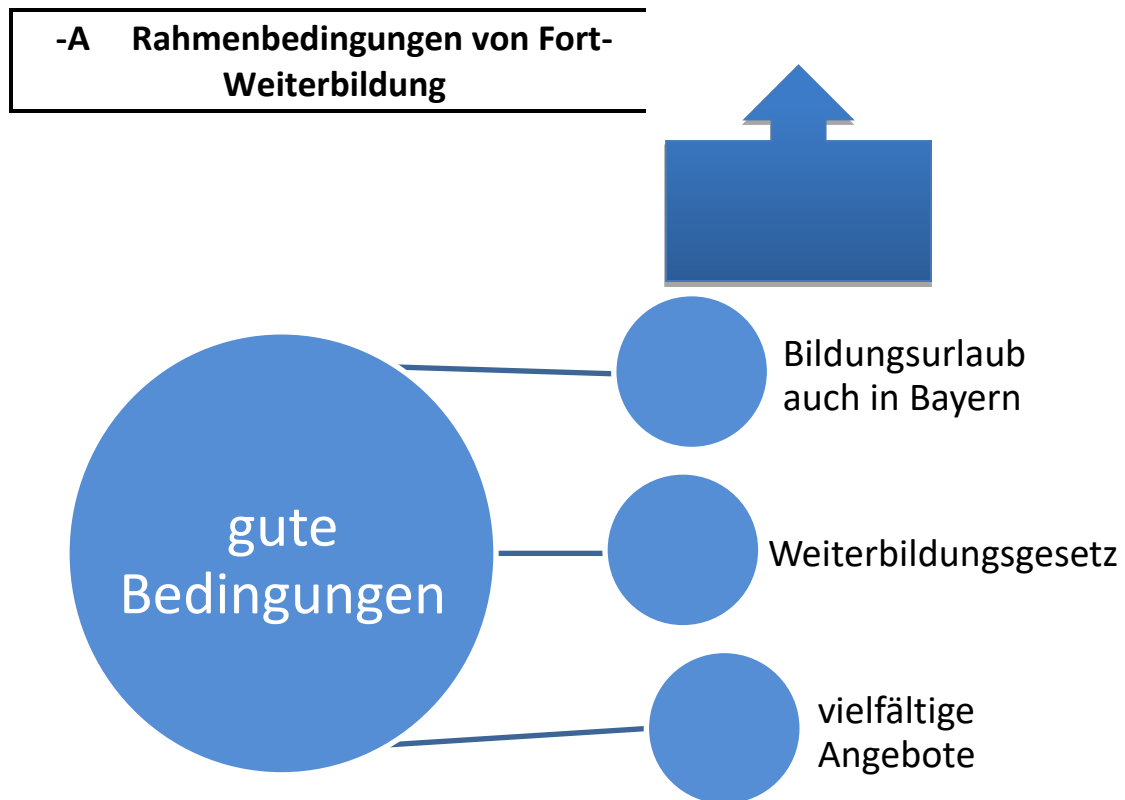 -A Rahmenbedingungen von Fort-
Weiterbildung
Bildungsurlaub
auch in Bayern
gute
Bedingungen
Weiterbildungsgesetz
vielfältige
Angebote